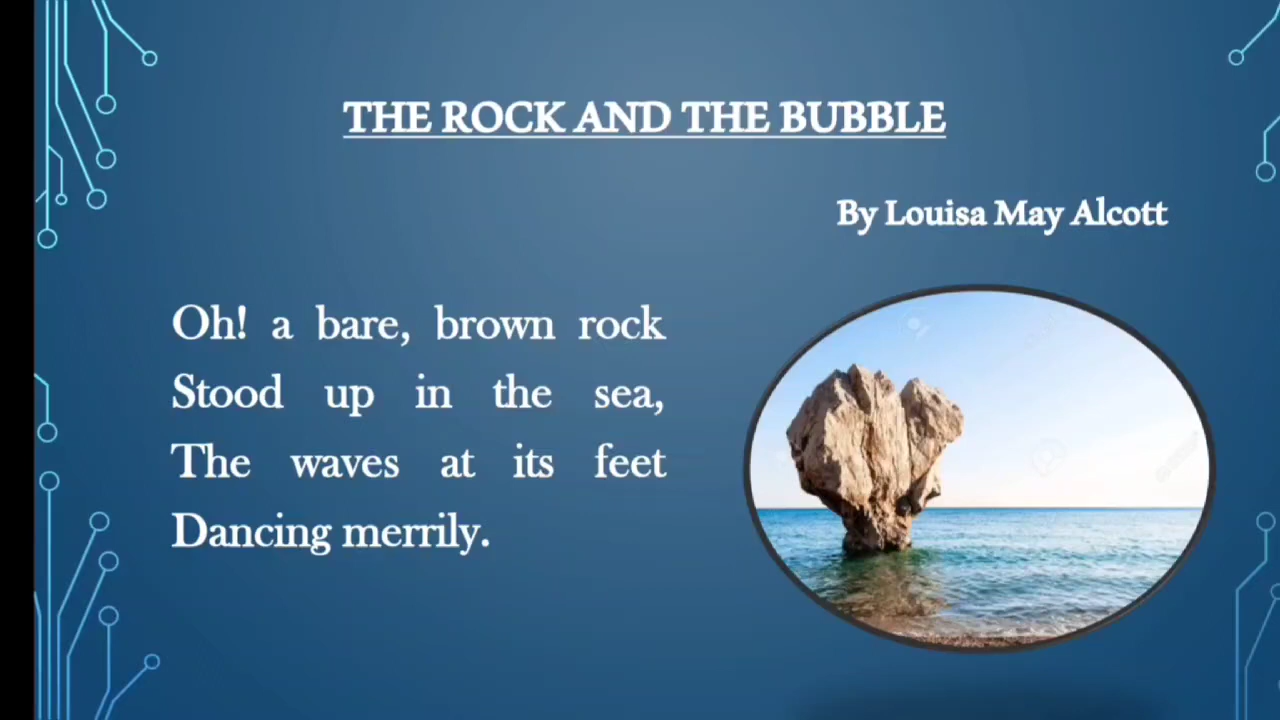 THE ROCK AND THE BUBBLE
By Louisa May Alcott
Oh! a bare, brown rock
Stood up in the sea,
The waves at its feet
Dancing merrily.